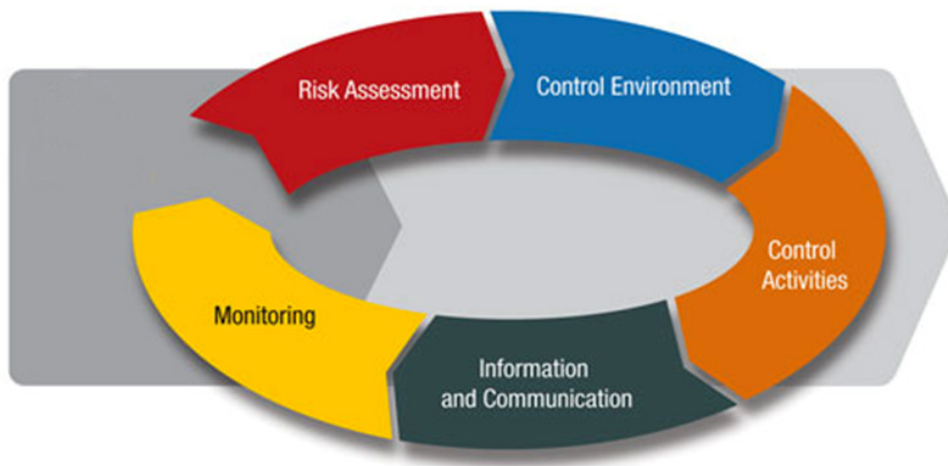 Risk Assessment
Control Environment
Control
Activities
Information
and Communication
Monitoring